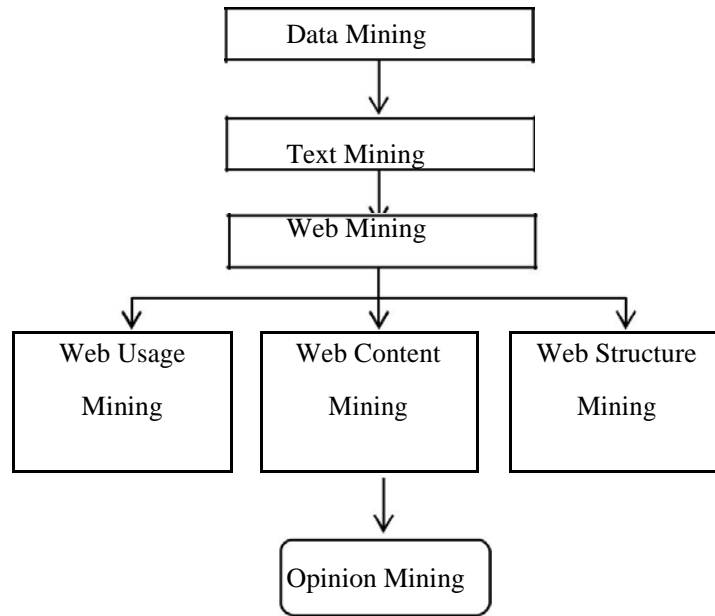 Data Mining
Text Mining
Web Mining
Web Usage
Mining
Web Content
Mining
Web Structure
Mining
Opinion Mining